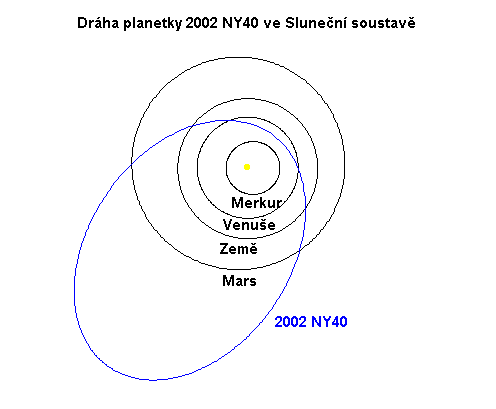 Dráha planetky 2002 NY40 ve Sluneční soustavě
Merkur
Venuše
Země
Mars
2002 NY40